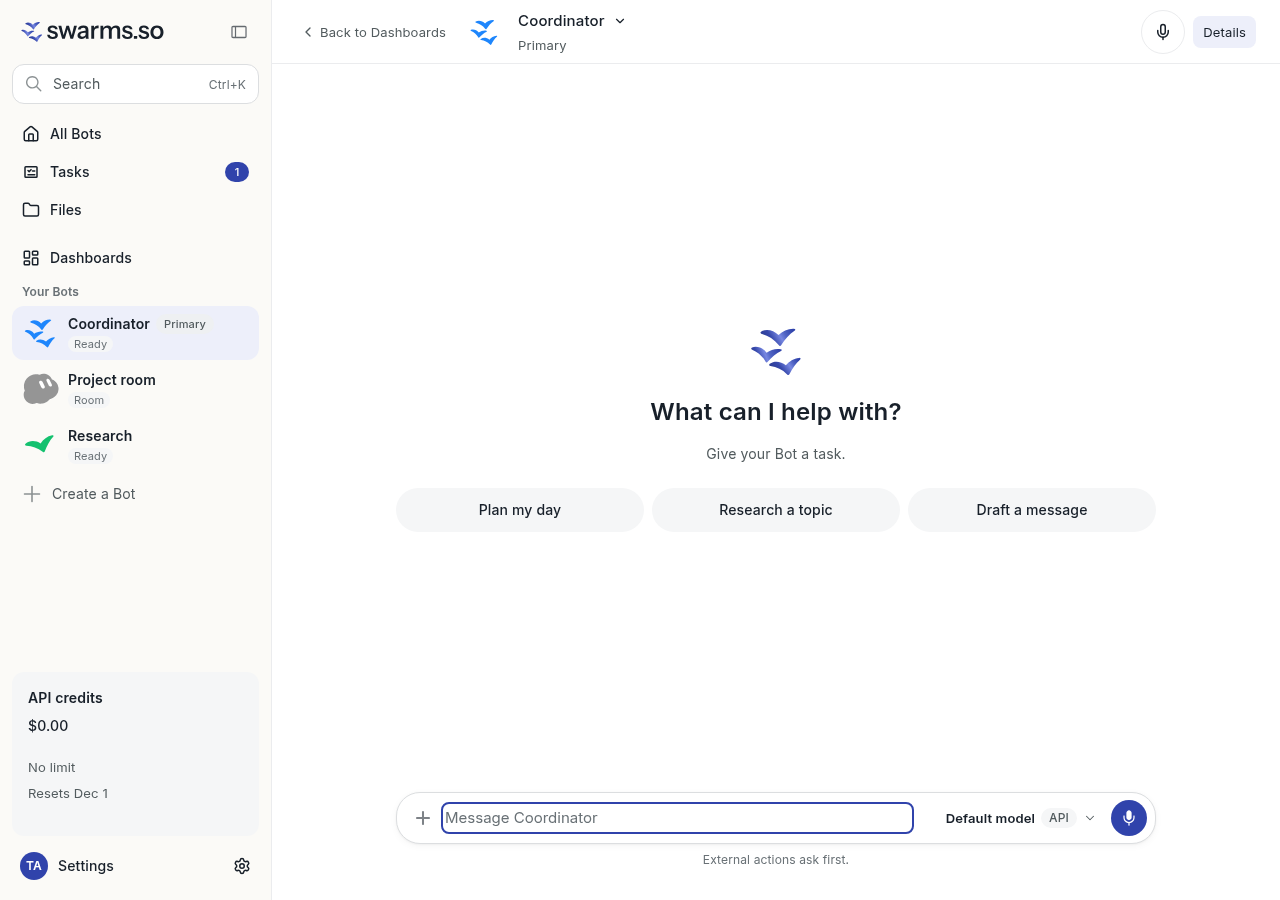 swarms.so
Search Ctrl+K
All Bots
Tasks 1
Files
Dashboards
Your Bots
Coordinator Primary
Ready
Project room
Room
Research
Ready
Create a Bot
API credits
$0.00
No limit
Resets Dec 1
TA Settings
Back to Dashboards
Coordinator
Primary
Details
What can I help with?
Give your Bot a task.
Plan my day
Research a topic
Draft a message
Message Coordinator
Default model API
External actions ask first.